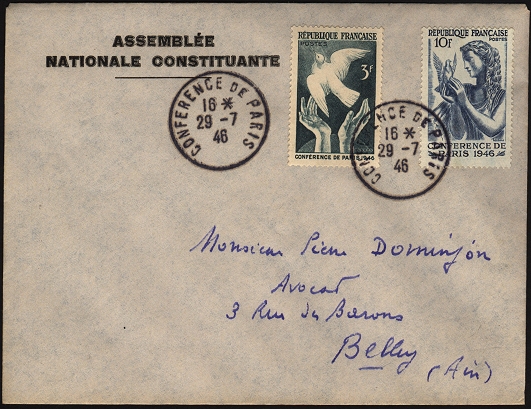 ASSEMBLÉE
NATIONALE CONSTITUANTE
RÉPUBLIQUE FRANÇAISE
POSTES
3F
CONFÉRENCE DE PARIS 1946
RÉPUBLIQUE FRANÇAISE
10F
POSTES
CONFERENCE DE
PARIS 1946
CONFERENCE DE PARIS
16 *
29 - 7
46
CONFERENCE DE PARIS
16 *
29 - 7
46
Monsieur Pierre Dominjon
Avocat
3 Rue des Barons
Belley
(Ain)